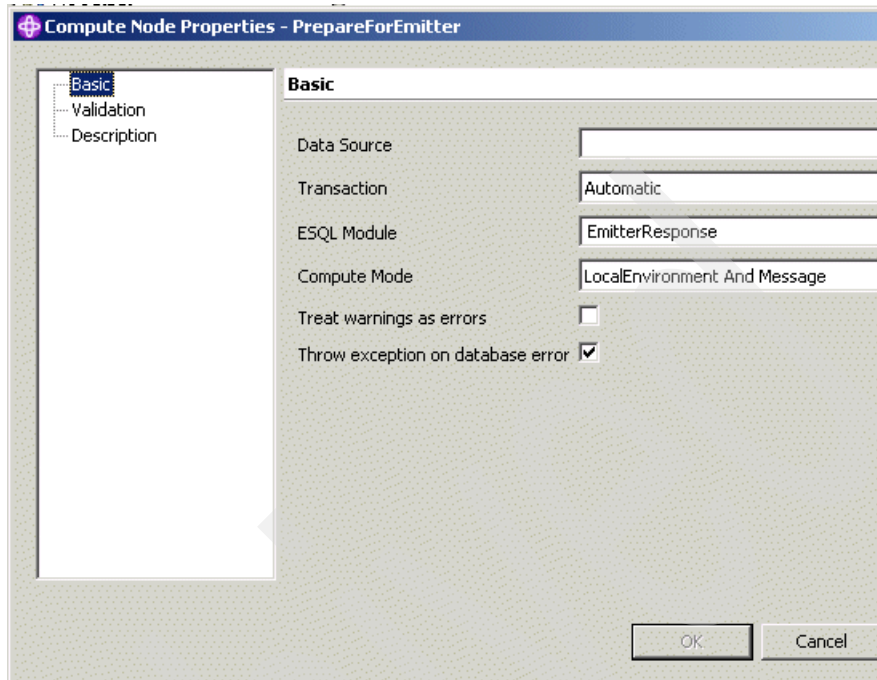 Compute Node Properties - PrepareForEmitter
Basic
Validation
Description
Basic
Data Source
Transaction Automatic
ESQL Module EmitterResponse
Compute Mode LocalEnvironment And Message
Treat warnings as errors
Throw exception on database error
OK Cancel